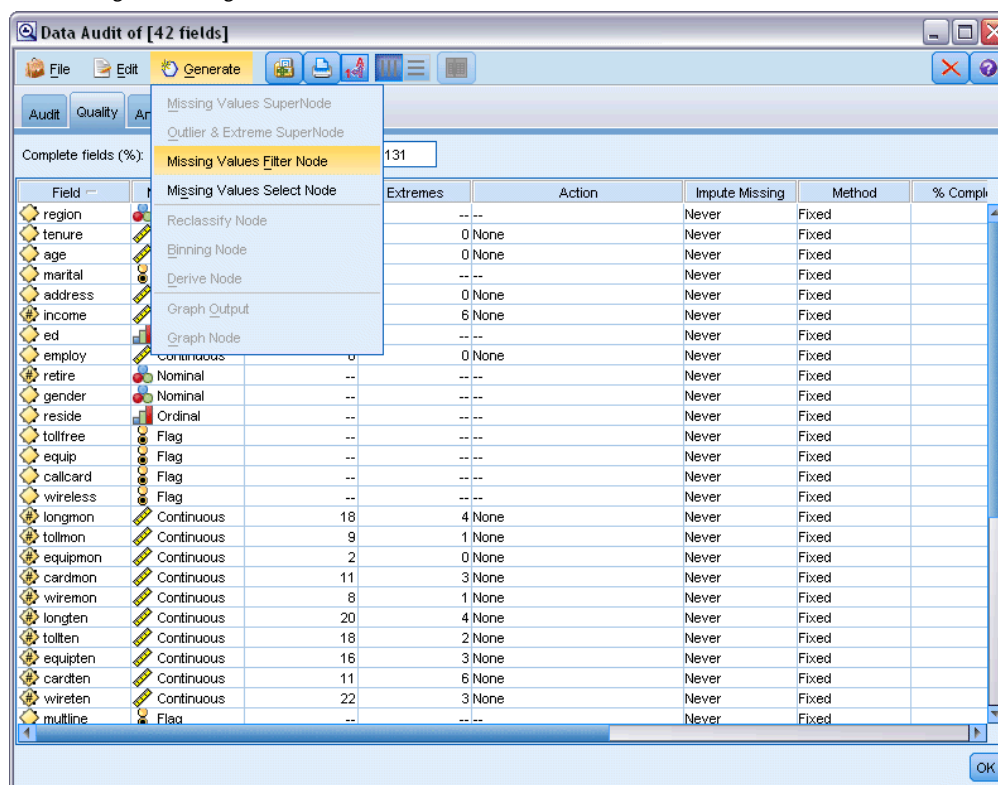 Data Audit of [42 fields]
File Edit Generate
Audit Quality
Missing Values SuperNode
Outlier & Extreme SuperNode
Missing Values Filter Node
Missing Values Select Node
Reclassify Node
Binning Node
Derive Node
Graph Output
Graph Node
Complete fields (%): 131
Field Extremes Action Impute Missing Method
region -- -- Never Fixed
tenure 0 None Never Fixed
age 0 None Never Fixed
marital -- -- Never Fixed
address 0 None Never Fixed
income 6 None Never Fixed
ed -- -- Never Fixed
employ Continuous 0 None Never Fixed
retire Nominal -- -- -- Never Fixed
gender Nominal -- -- -- Never Fixed
reside Ordinal -- -- -- Never Fixed
tollfree Flag -- -- -- Never Fixed
equip Flag -- -- -- Never Fixed
callcard Flag -- -- -- Never Fixed
wireless Flag -- -- -- Never Fixed
longmon Continuous 18 4 None Never Fixed
tollmon Continuous 9 1 None Never Fixed
equipmon Continuous 2 0 None Never Fixed
cardmon Continuous 11 3 None Never Fixed
wiremon Continuous 8 1 None Never Fixed
longten Continuous 20 4 None Never Fixed
tollten Continuous 18 2 None Never Fixed
equipten Continuous 16 3 None Never Fixed
cardten Continuous 11 6 None Never Fixed
wireten Continuous 22 3 None Never Fixed
multline Flag -- -- -- Never Fixed
OK